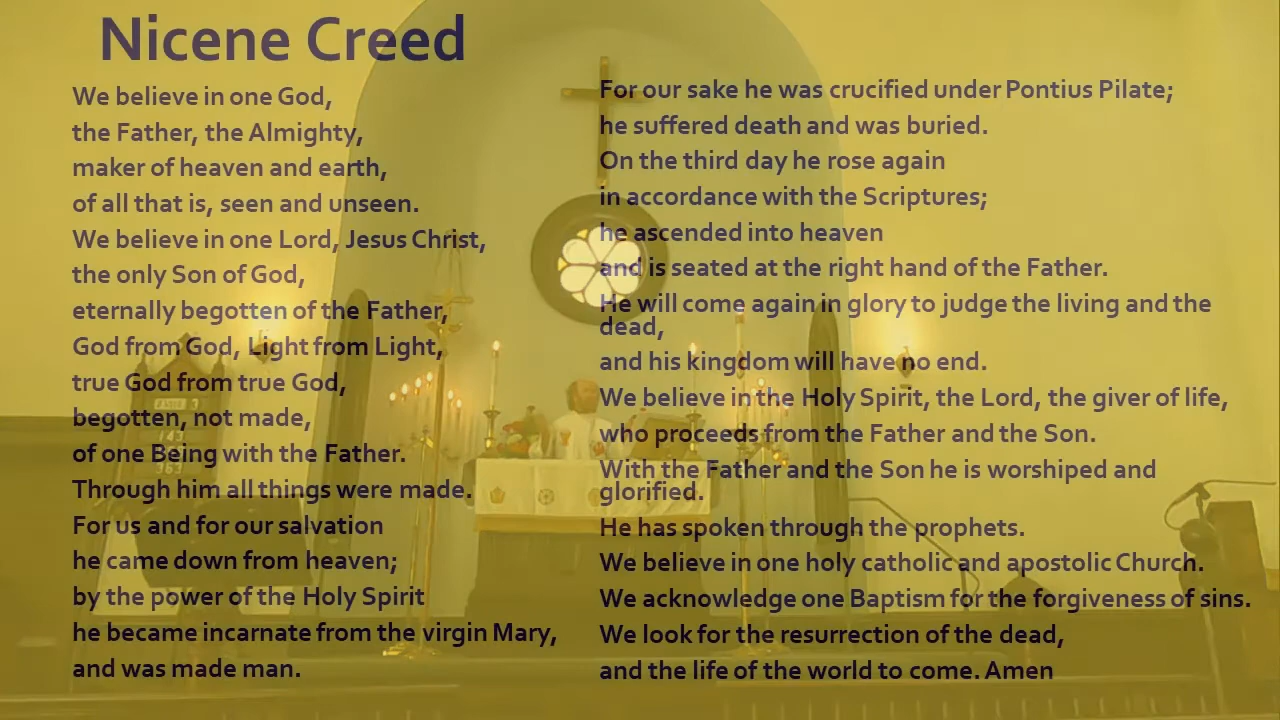 Nicene Creed
We believe in one God,
the Father, the Almighty,
maker of heaven and earth,
of all that is, seen and unseen.
We believe in one Lord, Jesus Christ,
the only Son of God,
eternally begotten of the Father,
God from God, Light from Light,
true God from true God,
begotten, not made,
of one Being with the Father.
Through him all things were made.
For us and for our salvation
he came down from heaven;
by the power of the Holy Spirit
he became incarnate from the virgin Mary,
and was made man.
For our sake he was crucified under Pontius Pilate;
he suffered death and was buried.
On the third day he rose again
in accordance with the Scriptures;
he ascended into heaven
and is seated at the right hand of the Father.
He will come again in glory to judge the living and the
dead,
and his kingdom will have no end.
We believe in the Holy Spirit, the Lord, the giver of life,
who proceeds from the Father and the Son.
With the Father and the Son he is worshiped and
glorified.
He has spoken through the prophets.
We believe in one holy catholic and apostolic Church.
We acknowledge one Baptism for the forgiveness of sins.
We look for the resurrection of the dead,
and the life of the world to come. Amen
143
363